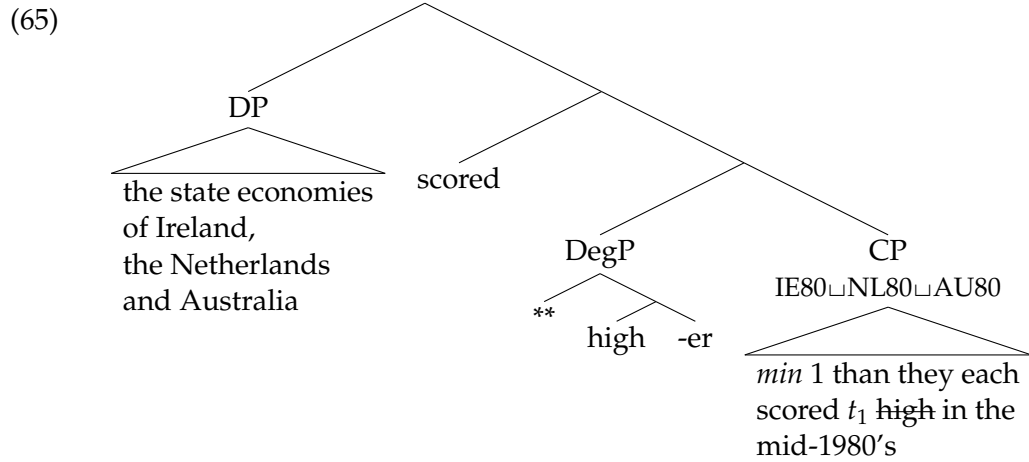 (65)
DP
the state economies
of Ireland,
the Netherlands
and Australia
scored
DegP
**
high
-er
CP
IE80⊔NL80⊔AU80
min 1 than they each
scored t₁ high in the
mid-1980's